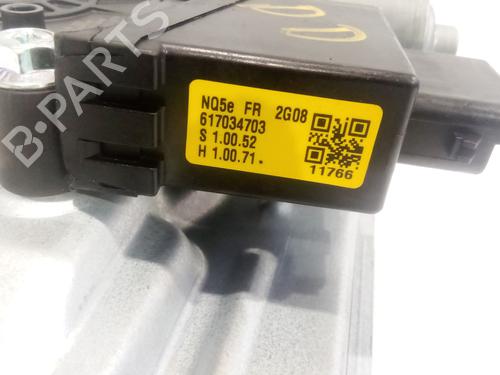 D D
NQ5e FR 2G08
617034703
S 1.00.52
H 1.00.71.
11766
B-PARTS